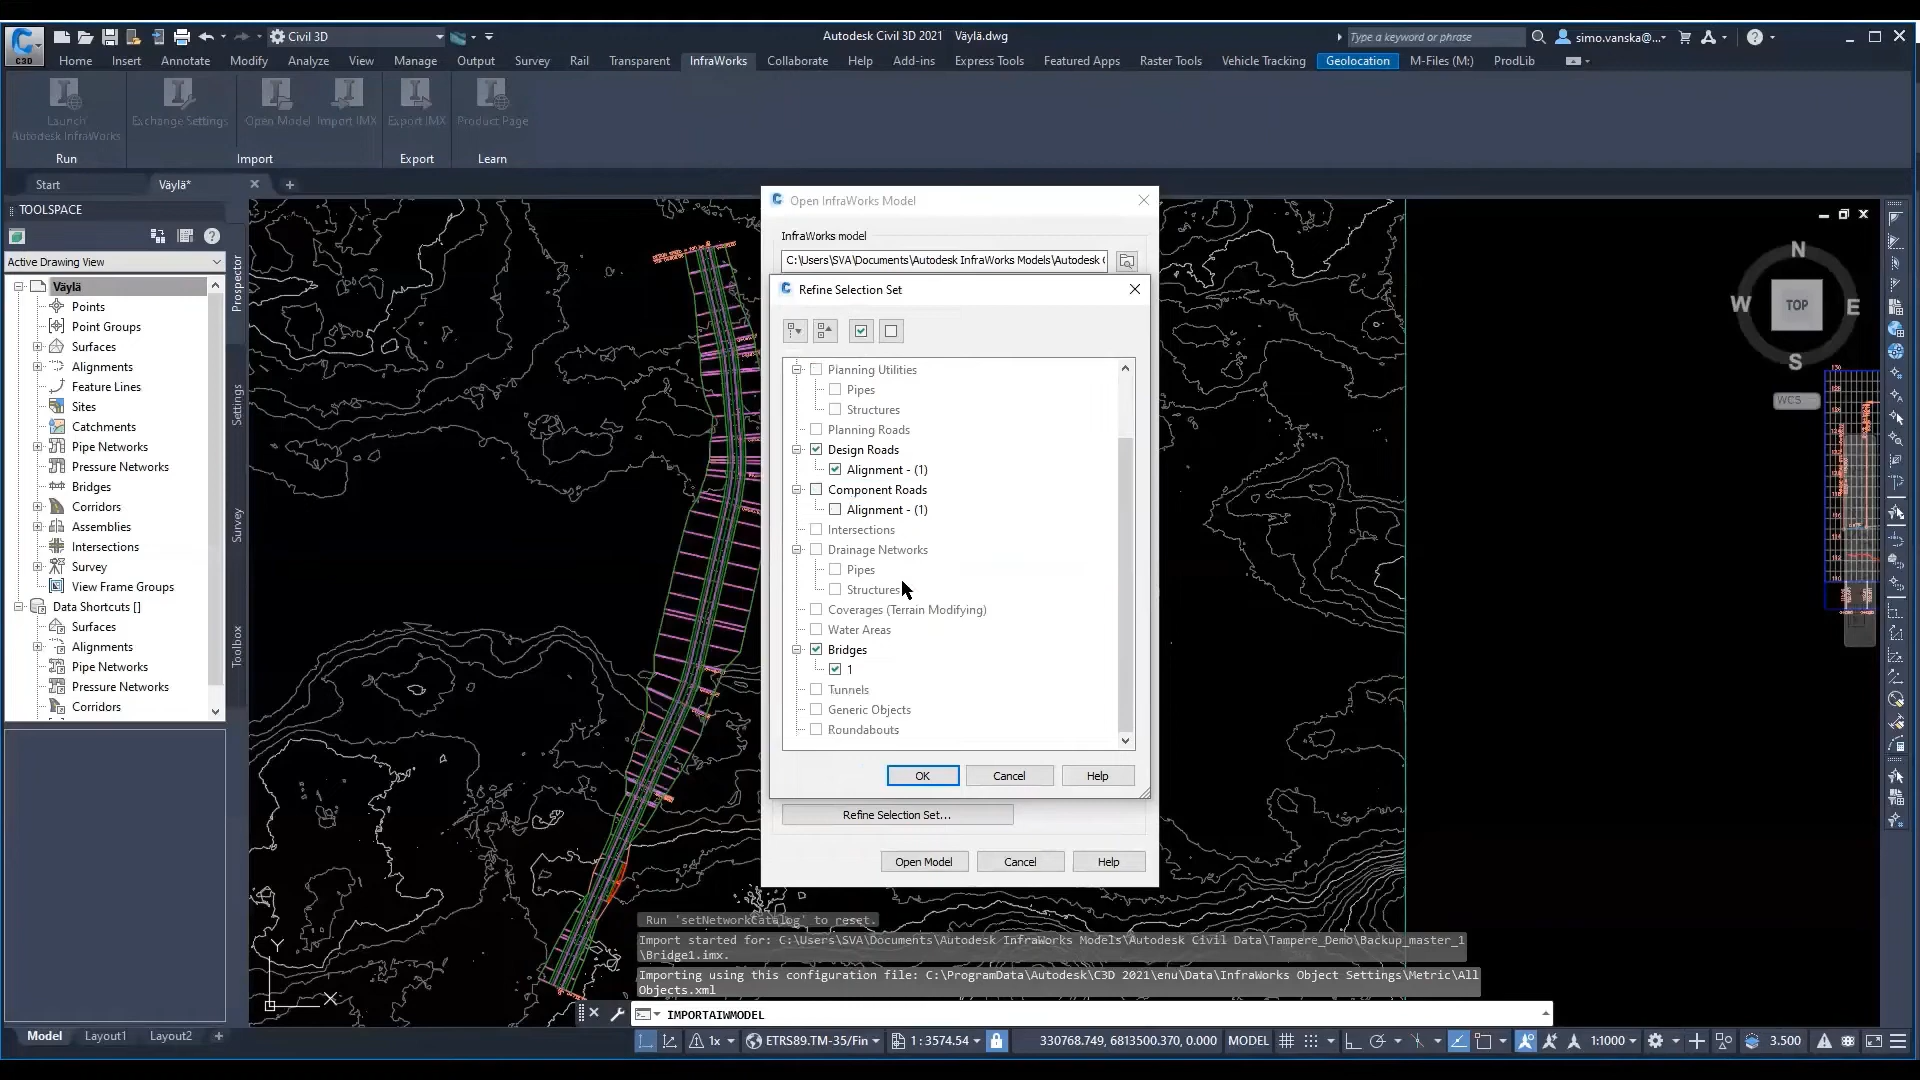 Civil 3D
Autodesk Civil 3D 2021 Väylä.dwg
Type a keyword or phrase
simo.vanska@...
C3D
Home Insert Annotate Modify Analyze View Manage Output Survey Rail Transparent InfraWorks Collaborate Help Add-ins Express Tools Featured Apps Raster Tools Vehicle Tracking Geolocation M-Files (M:) ProdLib
Launch
Autodesk InfraWorks
Exchange Settings
Open Model
Import IMX
Export IMX
Product Page
Run Import Export Learn
Start Väylä*
TOOLSPACE
Active Drawing View
Väylä
Points
Point Groups
Surfaces
Alignments
Feature Lines
Sites
Catchments
Pipe Networks
Pressure Networks
Bridges
Corridors
Assemblies
Intersections
Survey
View Frame Groups
Data Shortcuts []
Surfaces
Alignments
Pipe Networks
Pressure Networks
Corridors
Prospector
Settings
Survey
Toolbox
Open InfraWorks Model
InfraWorks model
C:\Users\SVA\Documents\Autodesk InfraWorks Models\Autodesk
Refine Selection Set
Planning Utilities
Pipes
Structures
Planning Roads
Design Roads
Alignment - (1)
Component Roads
Alignment - (1)
Intersections
Drainage Networks
Pipes
Structures
Coverages (Terrain Modifying)
Water Areas
Bridges
1
Tunnels
Generic Objects
Roundabouts
OK Cancel Help
Refine Selection Set...
Open Model Cancel Help
N
W TOP E
S
WCS
Run 'setNetworkCatalog' to reset.
Import started for: C:\Users\SVA\Documents\Autodesk InfraWorks Models\Autodesk Civil Data\Tampere_Demo\Backup_master_1
\Bridge1.imx.
Importing using this configuration file: C:\ProgramData\Autodesk\C3D 2021\enu\Data\InfraWorks Object Settings\Metric\All
Objects.xml
IMPORTAIWMODEL
Y
X
Model Layout1 Layout2 +
1x ETRS89.TM-35/Fin 1 : 3574.54 330768.749, 6813500.370, 0.000 MODEL 1:1000 3.500